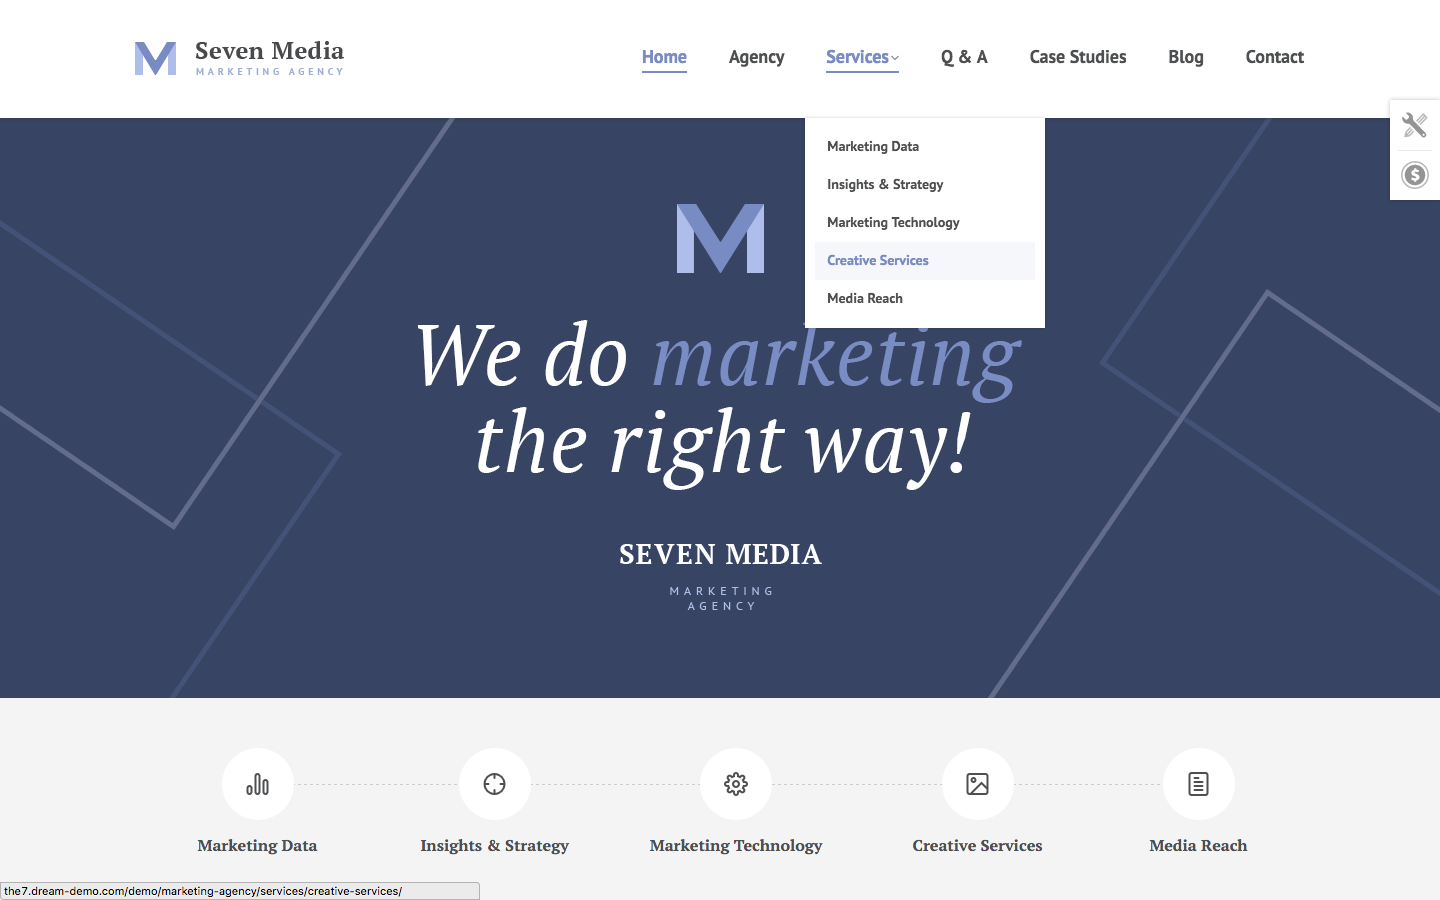 Seven Media
MARKETING AGENCY
Home Agency Services Q & A Case Studies Blog Contact
Marketing Data
Insights & Strategy
Marketing Technology
Creative Services
Media Reach
We do marketing
the right way!
SEVEN MEDIA
MARKETING
AGENCY
Marketing Data Insights & Strategy Marketing Technology Creative Services Media Reach
the7.dream-demo.com/demo/marketing-agency/services/creative-services/